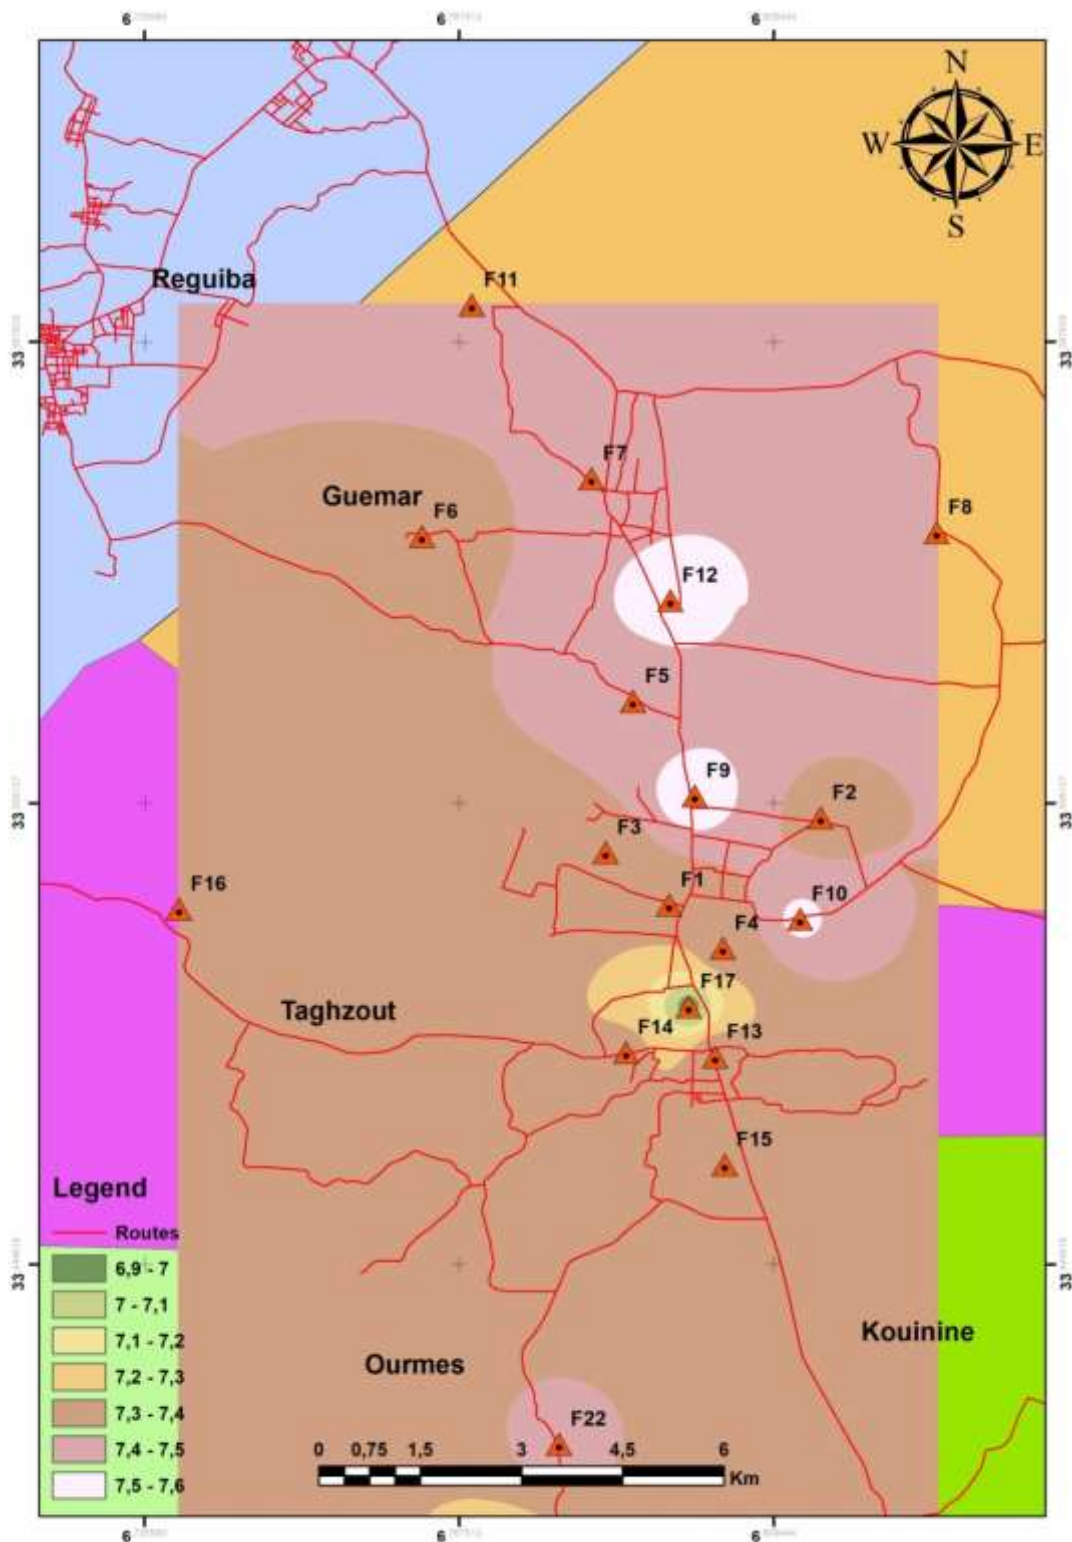 6 6 6
N
W E
S
Reguiba
F11
33 33
F7
Guemar
F6
F8
F12
F5
F9
F2
33 33
F3
F16
F1
F10
F4
F17
Taghzout
F14
F13
F15
Legend
Routes
6,9 - 7
33 33
7 - 7,1
7,1 - 7,2
Kouinine
Ourmes
7,2 - 7,3
7,3 - 7,4
F22
7,4 - 7,5
0 0,75 1,5 3 4,5 6
Km
7,5 - 7,6
6 6 6